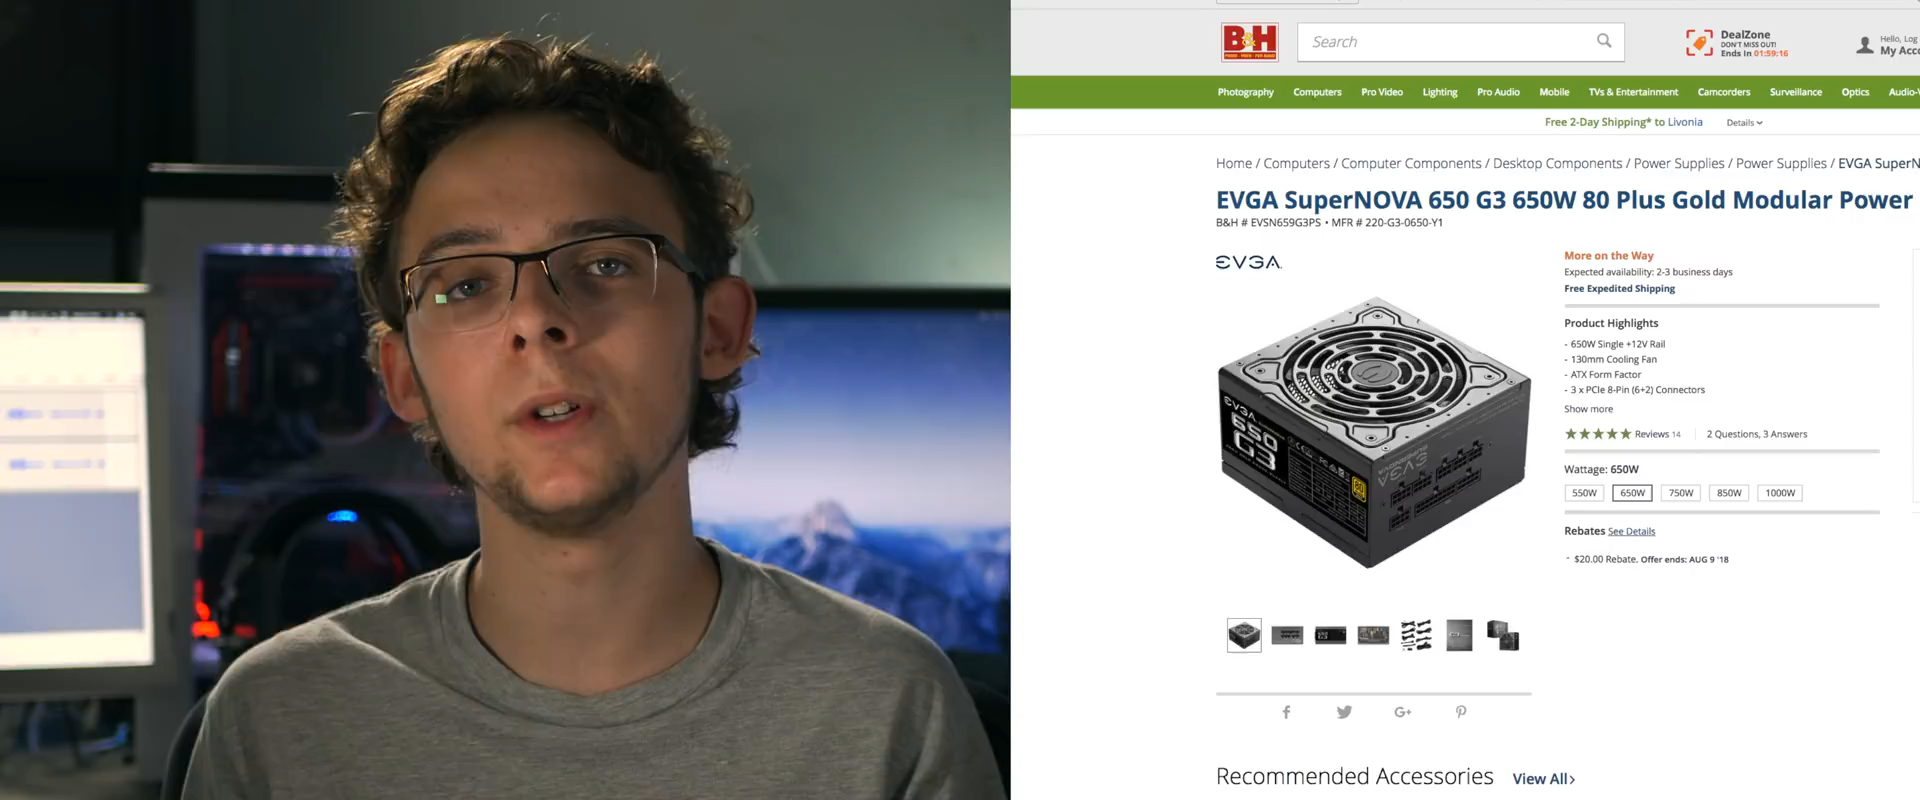 B&H
Search
DealZone
DON'T MISS OUT!
Ends In 01:59:16
Hello, Log
My Acco
Photography Computers Pro Video Lighting Pro Audio Mobile TVs & Entertainment Camcorders Surveillance Optics Audio-V
Free 2-Day Shipping* to Livonia Details
Home / Computers / Computer Components / Desktop Components / Power Supplies / Power Supplies / EVGA SuperN
EVGA SuperNOVA 650 G3 650W 80 Plus Gold Modular Power
B&H # EVSN659G3PS • MFR # 220-G3-0650-Y1
EVGA
More on the Way
Expected availability: 2-3 business days
Free Expedited Shipping
Product Highlights
- 650W Single +12V Rail
- 130mm Cooling Fan
- ATX Form Factor
- 3 x PCIe 8-Pin (6+2) Connectors
Show more
Reviews 14 2 Questions, 3 Answers
Wattage: 650W
550W 650W 750W 850W 1000W
Rebates See Details
- $20.00 Rebate. Offer ends: AUG 9 '18
EVGA
650
G3
EVGA
Recommended Accessories View All>